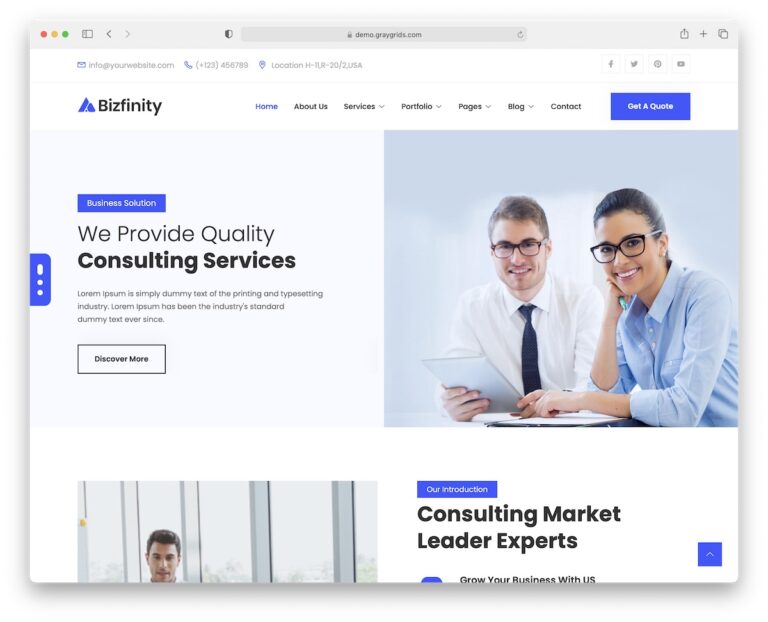 demo.graygrids.com
info@yourwebsite.com (+123) 456789 Location H-1LR-20/2,USA
Bizfinity Home About Us Services Portfolio Pages Blog Contact Get A Quote
Business Solution
We Provide Quality
Consulting Services
Lorem Ipsum is simply dummy text of the printing and typesetting
industry. Lorem Ipsum has been the industry's standard
dummy text ever since.
Discover More
Our Introduction
Consulting Market
Leader Experts
Grow Your Business With US